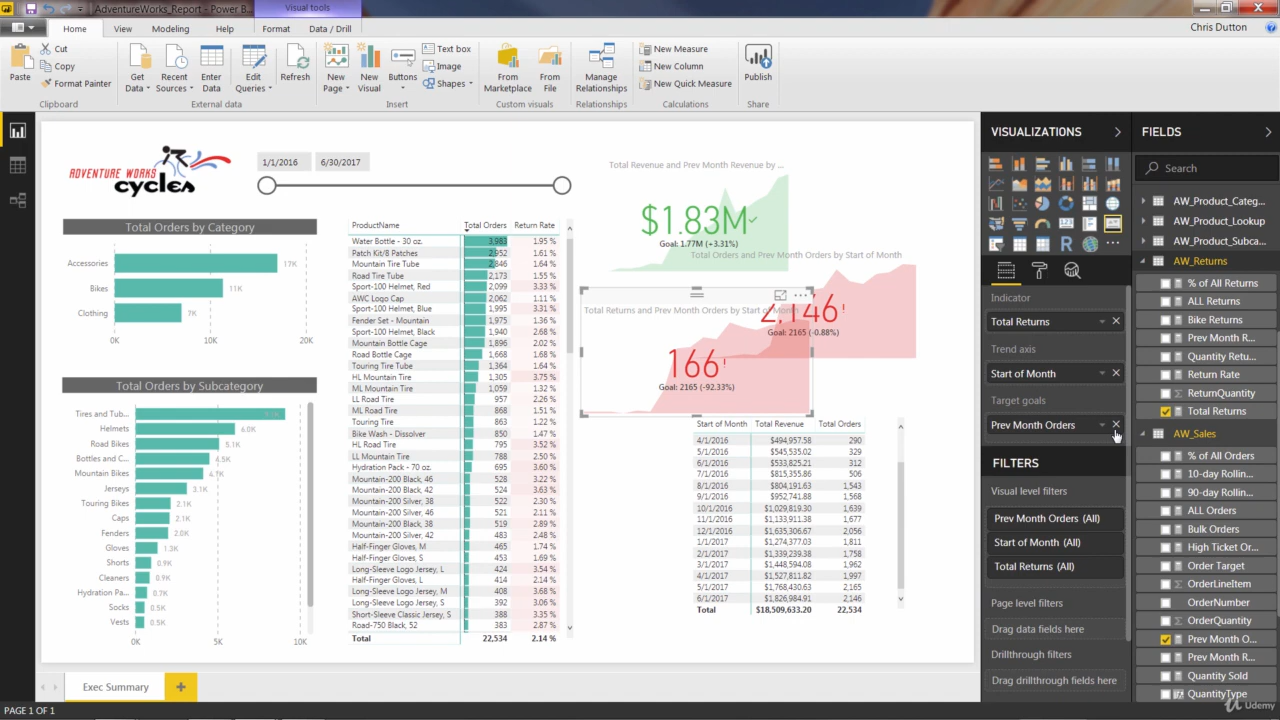 AdventureWorks_Report - Power B...
Visual tools
Home
View
Modeling
Help
Format
Data / Drill
Chris Dutton
Paste
Cut
Copy
Format Painter
Clipboard
Get Data
Recent Sources
Enter Data
Edit Queries
Refresh
External data
New Page
New Visual
Buttons
Text box
Image
Shapes
Insert
From Marketplace
From File
Custom visuals
Manage Relationships
Relationships
New Measure
New Column
New Quick Measure
Calculations
Publish
Share
ADVENTURE WORKS
cycles
1/1/2016
6/30/2017
Total Orders by Category
Accessories 17K
Bikes 11K
Clothing 7K
0K 10K 20K
Total Orders by Subcategory
Tires and Tub...
Helmets 6.0K
Road Bikes 5.1K
Bottles and C... 4.5K
Mountain Bikes 4.1K
Jerseys 3.1K
Touring Bikes 2.1K
Caps 2.1K
Fenders 2.0K
Gloves 1.3K
Shorts 0.9K
Cleaners 0.9K
Hydration Pa... 0.7K
Socks 0.5K
Vests 0.5K
0K 5K 10K
ProductName Total Orders Return Rate
Water Bottle - 30 oz. 3,983 1.95 %
Patch Kit/8 Patches 2,952 1.61 %
Mountain Tire Tube 2,846 1.64 %
Road Tire Tube 2,173 1.55 %
Sport-100 Helmet, Red 2,099 3.33 %
AWC Logo Cap 2,062 1.11 %
Sport-100 Helmet, Blue 1,995 3.31 %
Fender Set - Mountain 1,975 1.36 %
Sport-100 Helmet, Black 1,940 2.68 %
Mountain Bottle Cage 1,896 2.02 %
Road Bottle Cage 1,668 1.68 %
Touring Tire Tube 1,364 1.64 %
HL Mountain Tire 1,305 3.75 %
ML Mountain Tire 1,059 1.32 %
LL Road Tire 957 2.26 %
ML Road Tire 868 1.51 %
Touring Tire 863 1.22 %
Bike Wash - Dissolver 850 1.47 %
HL Road Tire 795 3.52 %
LL Mountain Tire 788 2.50 %
Hydration Pack - 70 oz. 695 3.60 %
Mountain-200 Black, 46 528 3.22 %
Mountain-200 Black, 42 524 3.63 %
Mountain-200 Silver, 38 522 2.30 %
Mountain-200 Silver, 46 521 2.11 %
Mountain-200 Black, 38 519 2.89 %
Mountain-200 Silver, 42 483 2.48 %
Half-Finger Gloves, M 465 1.74 %
Half-Finger Gloves, S 453 1.69 %
Long-Sleeve Logo Jersey, L 424 3.54 %
Half-Finger Gloves, L 414 2.14 %
Long-Sleeve Logo Jersey, M 408 3.68 %
Long-Sleeve Logo Jersey, XL 392 3.06 %
Short-Sleeve Classic Jersey, S 388 3.35 %
Road-750 Black, 52 383 2.87 %
Total 22,534 2.14 %
Total Revenue and Prev Month Revenue by ...
$1.83M
Goal: 1.77M (+3.31%)
Total Orders and Prev Month Orders by Start of Month
2,146!
Goal: 2165 (-0.88%)
Total Returns and Prev Month Orders by Start of Month
166!
Goal: 2165 (-92.33%)
Start of Month Total Revenue Total Orders
4/1/2016 $494,957.58 290
5/1/2016 $545,535.02 329
6/1/2016 $533,825.21 312
7/1/2016 $815,355.86 506
8/1/2016 $804,191.63 1,543
9/1/2016 $952,741.88 1,568
10/1/2016 $1,029,819.30 1,639
11/1/2016 $1,133,911.38 1,677
12/1/2016 $1,635,306.67 2,056
1/1/2017 $1,274,377.03 1,811
2/1/2017 $1,339,239.38 1,758
3/1/2017 $1,448,594.08 1,962
4/1/2017 $1,527,811.82 1,997
5/1/2017 $1,768,430.63 2,165
6/1/2017 $1,826,984.91 2,146
Total $18,509,633.20 22,534
VISUALIZATIONS
R
Indicator
Total Returns
Trend axis
Start of Month
Target goals
Prev Month Orders
FILTERS
Visual level filters
Prev Month Orders (All)
Start of Month (All)
Total Returns (All)
Page level filters
Drag data fields here
Drillthrough filters
Drag drillthrough fields here
FIELDS
Search
AW_Product_Categ...
AW_Product_Lookup
AW_Product_Subca...
AW_Returns
% of All Returns
ALL Returns
Bike Returns
Prev Month R...
Quantity Retu...
Return Rate
ReturnQuantity
Total Returns
AW_Sales
% of All Orders
10-day Rollin...
90-day Rollin...
ALL Orders
Bulk Orders
High Ticket Or...
Order Target
OrderLineItem
OrderNumber
OrderQuantity
Prev Month O...
Prev Month R...
Quantity Sold
QuantityType
Exec Summary
PAGE 1 OF 1
Udemy